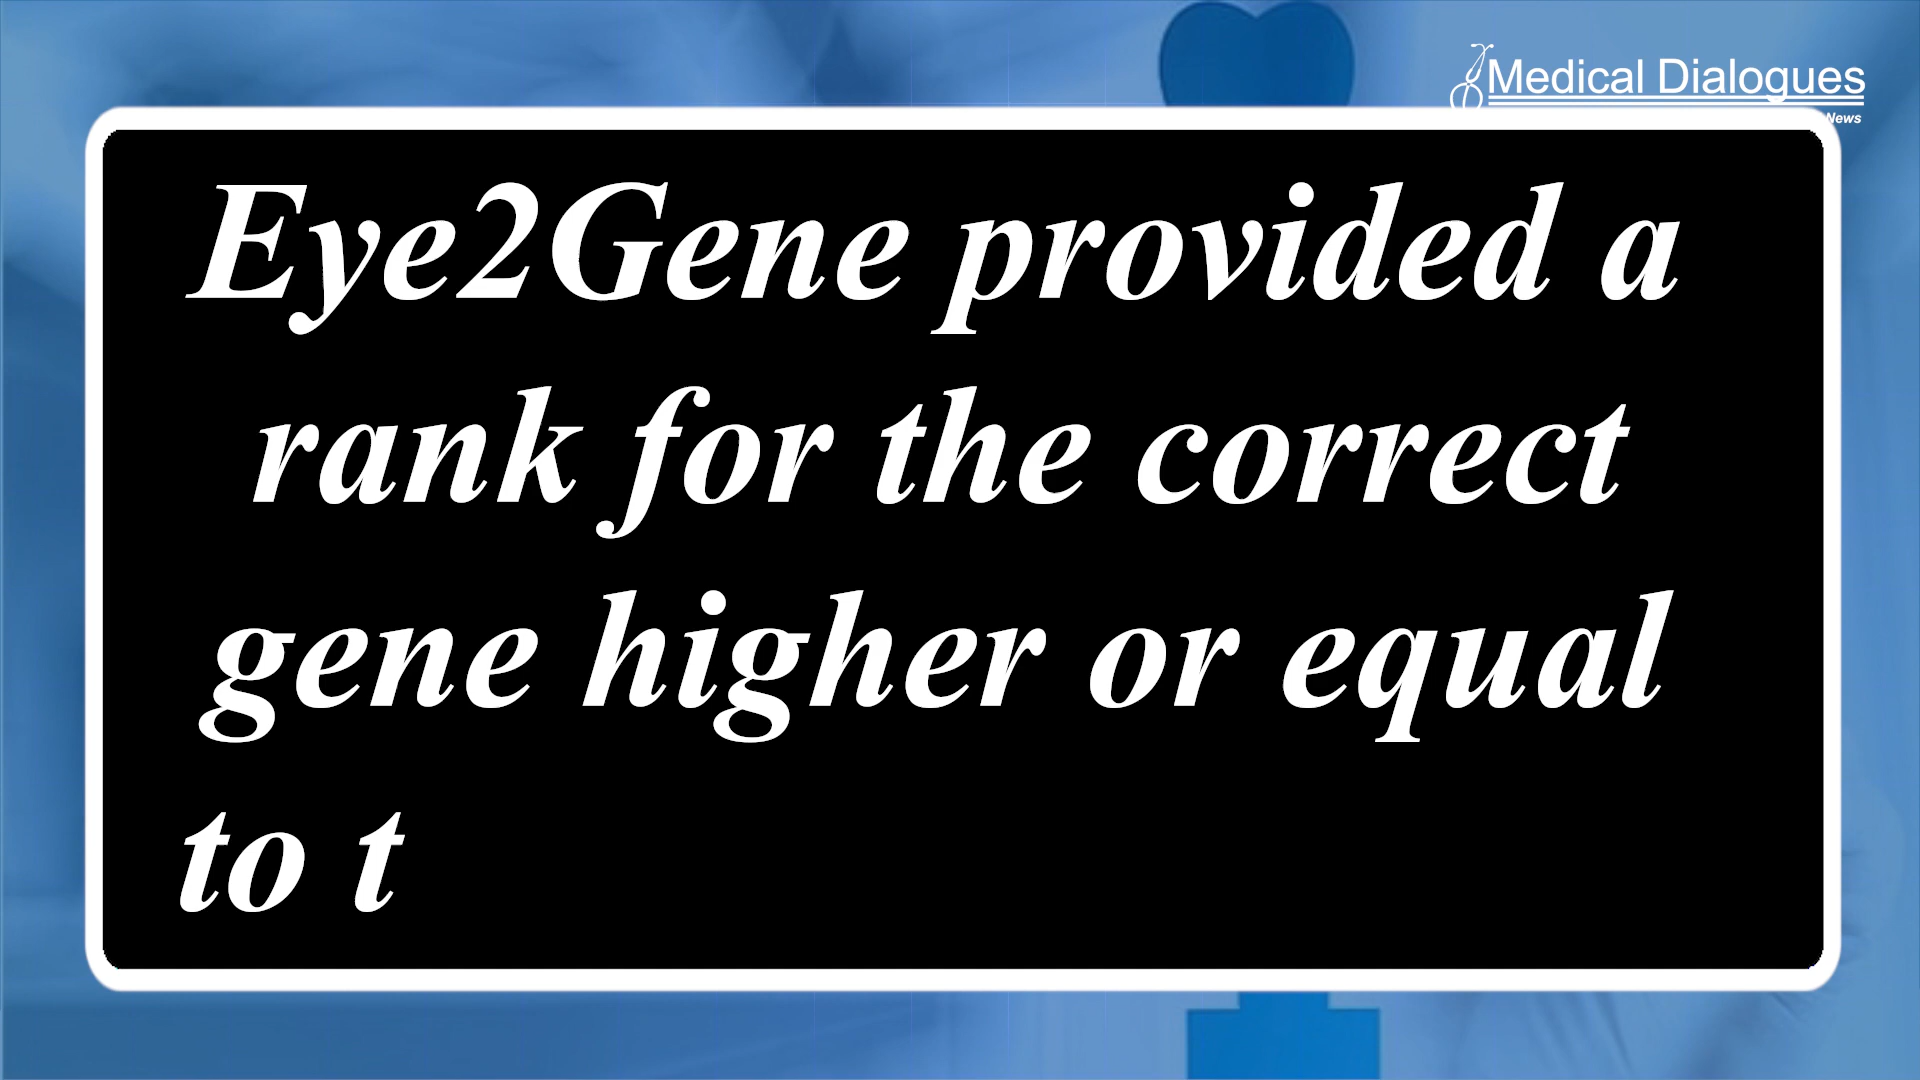 Medical Dialogues
News
Eye2Gene provided a
rank for the correct
gene higher or equal
to t